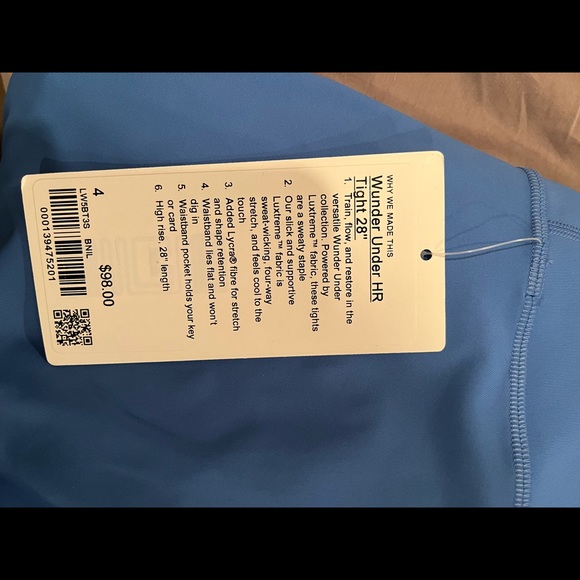 WHY WE MADE THIS
Wunder Under HR
Tight 28"
1. Train, flow, and restore in the
versatile Wunder Under
collection. Powered by
Luxtreme™ fabric, these tights
are a sweaty staple
2. Our slick and supportive
Luxtreme™ fabric is
sweat-wicking, four-way
stretch, and feels cool to the
touch
3. Added Lycra® fibre for stretch
and shape retention
4. Waistband lies flat and won't
dig in
5. Waistband pocket holds your key
or card
6. High rise, 28" length
4
$98.00
LW5BT3S BNIL
000139475201